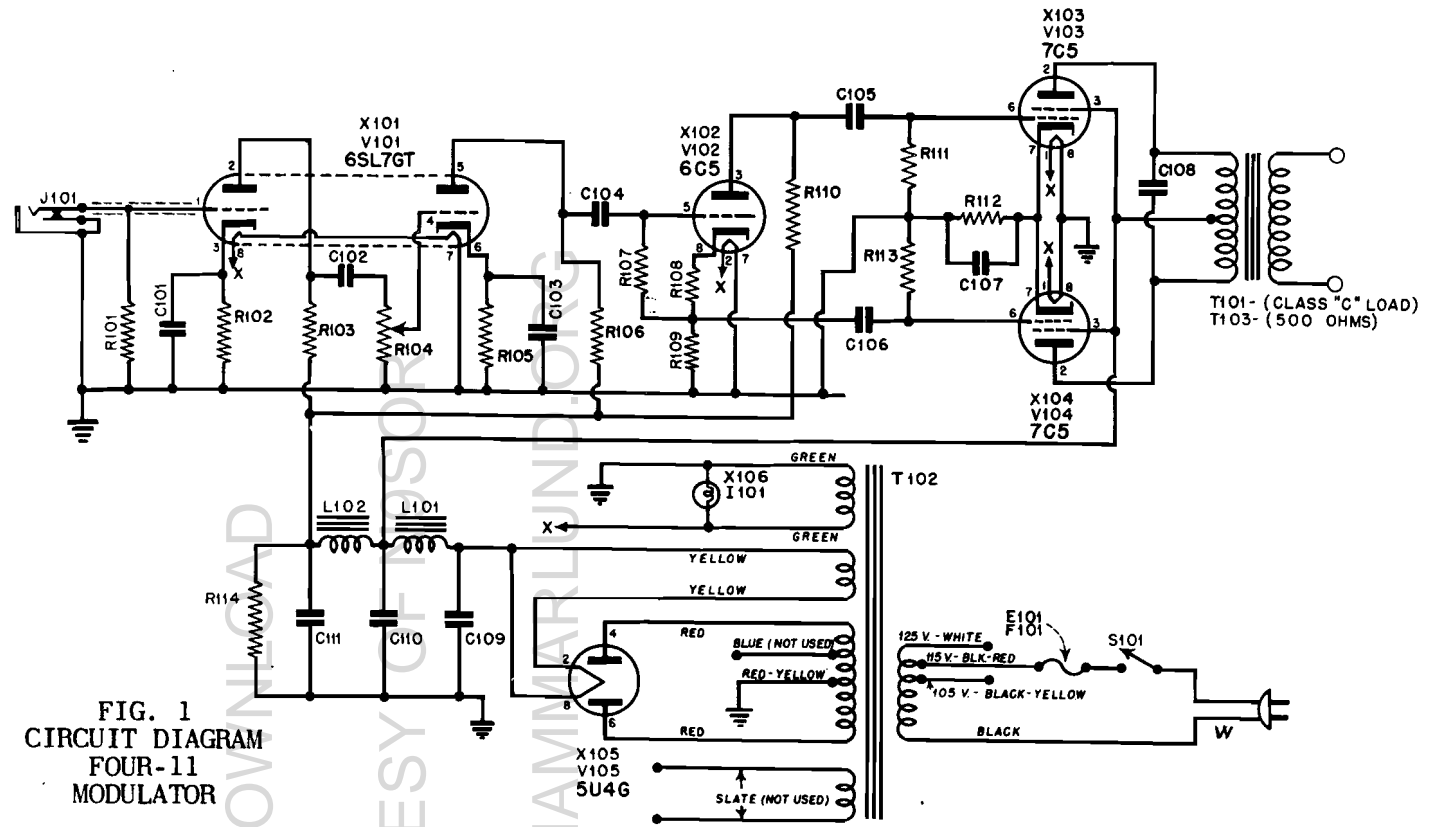 X103
V103
7C5
2
6
3
7
1
8
X
C105
X101
V101
6SL7GT
X102
V102
6C5
2
5
3
R111
J101
1
4
C104
5
R110
R112
C108
3
8
X
C102
7
6
R107
8
2
7
X
R108
R113
C107
X
7
1
8
6
3
2
T101-(CLASS "C" LOAD)
T103-(500 OHMS)
C101
R101
R102
R103
R104
R105
C103
R106
R109
C106
X104
V104
7C5
GREEN
X106
I101
T102
X
GREEN
L102
L101
YELLOW
YELLOW
R114
C111
C110
C109
4
RED
2
8
6
BLUE (NOT USED)
RED-YELLOW
RED
125 V.-WHITE
115 V.-BLK-RED
105 V.-BLACK-YELLOW
E101
F101
S101
BLACK
W
X105
V105
5U4G
SLATE (NOT USED)
FIG. 1
CIRCUIT DIAGRAM
FOUR-11
MODULATOR
OWNLOAD
ESY OF NOSOR
AMMARLUND.ORG